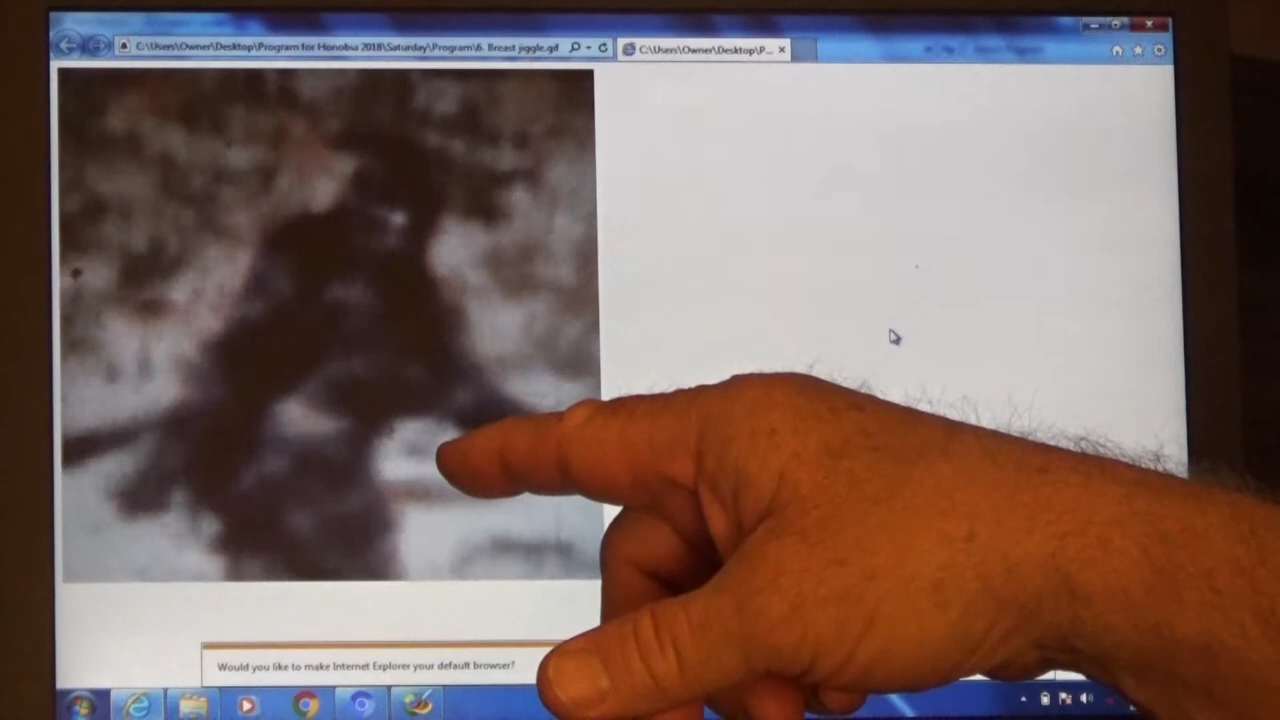 C:\Users\Owner\Desktop\Program for Honobia 2018\Saturday\Program\6. Breast jiggle.gif
C:\Users\Owner\Desktop\P...
Would you like to make Internet Explorer your default browser?